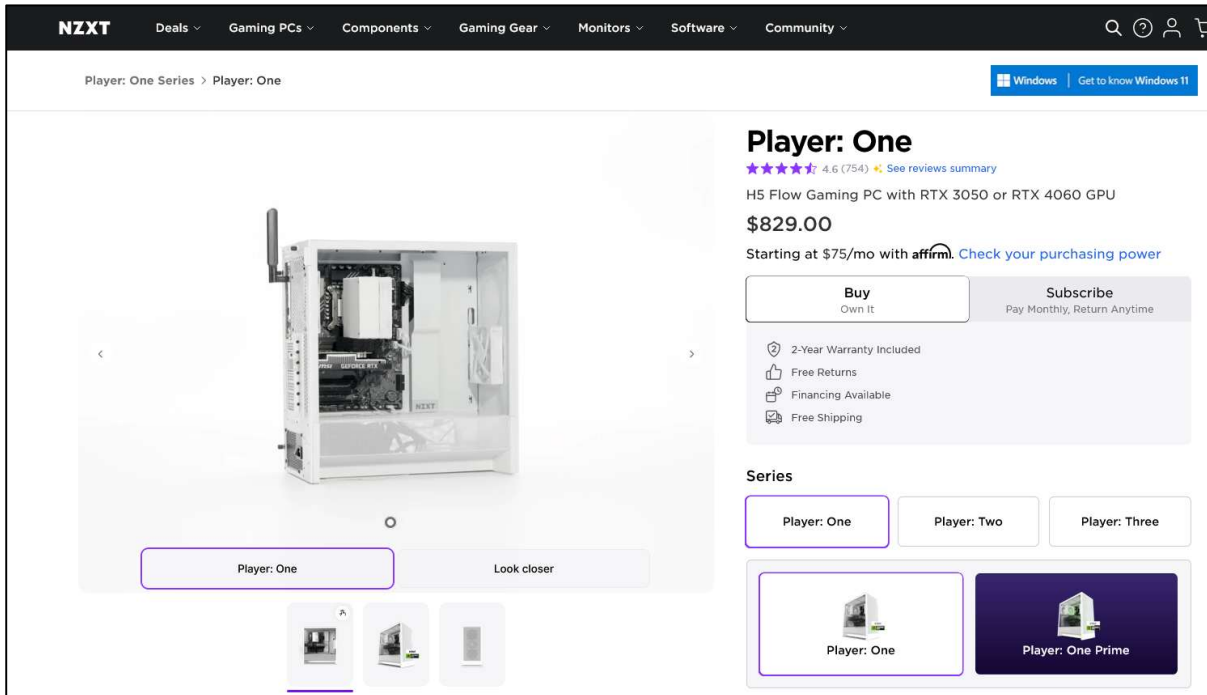 NZXT Deals Gaming PCs Components Gaming Gear Monitors Software Community
Player: One Series > Player: One
Windows | Get to know Windows 11
Player: One
4.6 (754) See reviews summary
H5 Flow Gaming PC with RTX 3050 or RTX 4060 GPU
$829.00
Starting at $75/mo with affirm. Check your purchasing power
Buy
Own It
Subscribe
Pay Monthly, Return Anytime
2
2-Year Warranty Included
Free Returns
Financing Available
Free Shipping
GEFORCE RTX
NZXT
Series
Player: One
Player: Two
Player: Three
Player: One
Look closer
Player: One
Player: One Prime